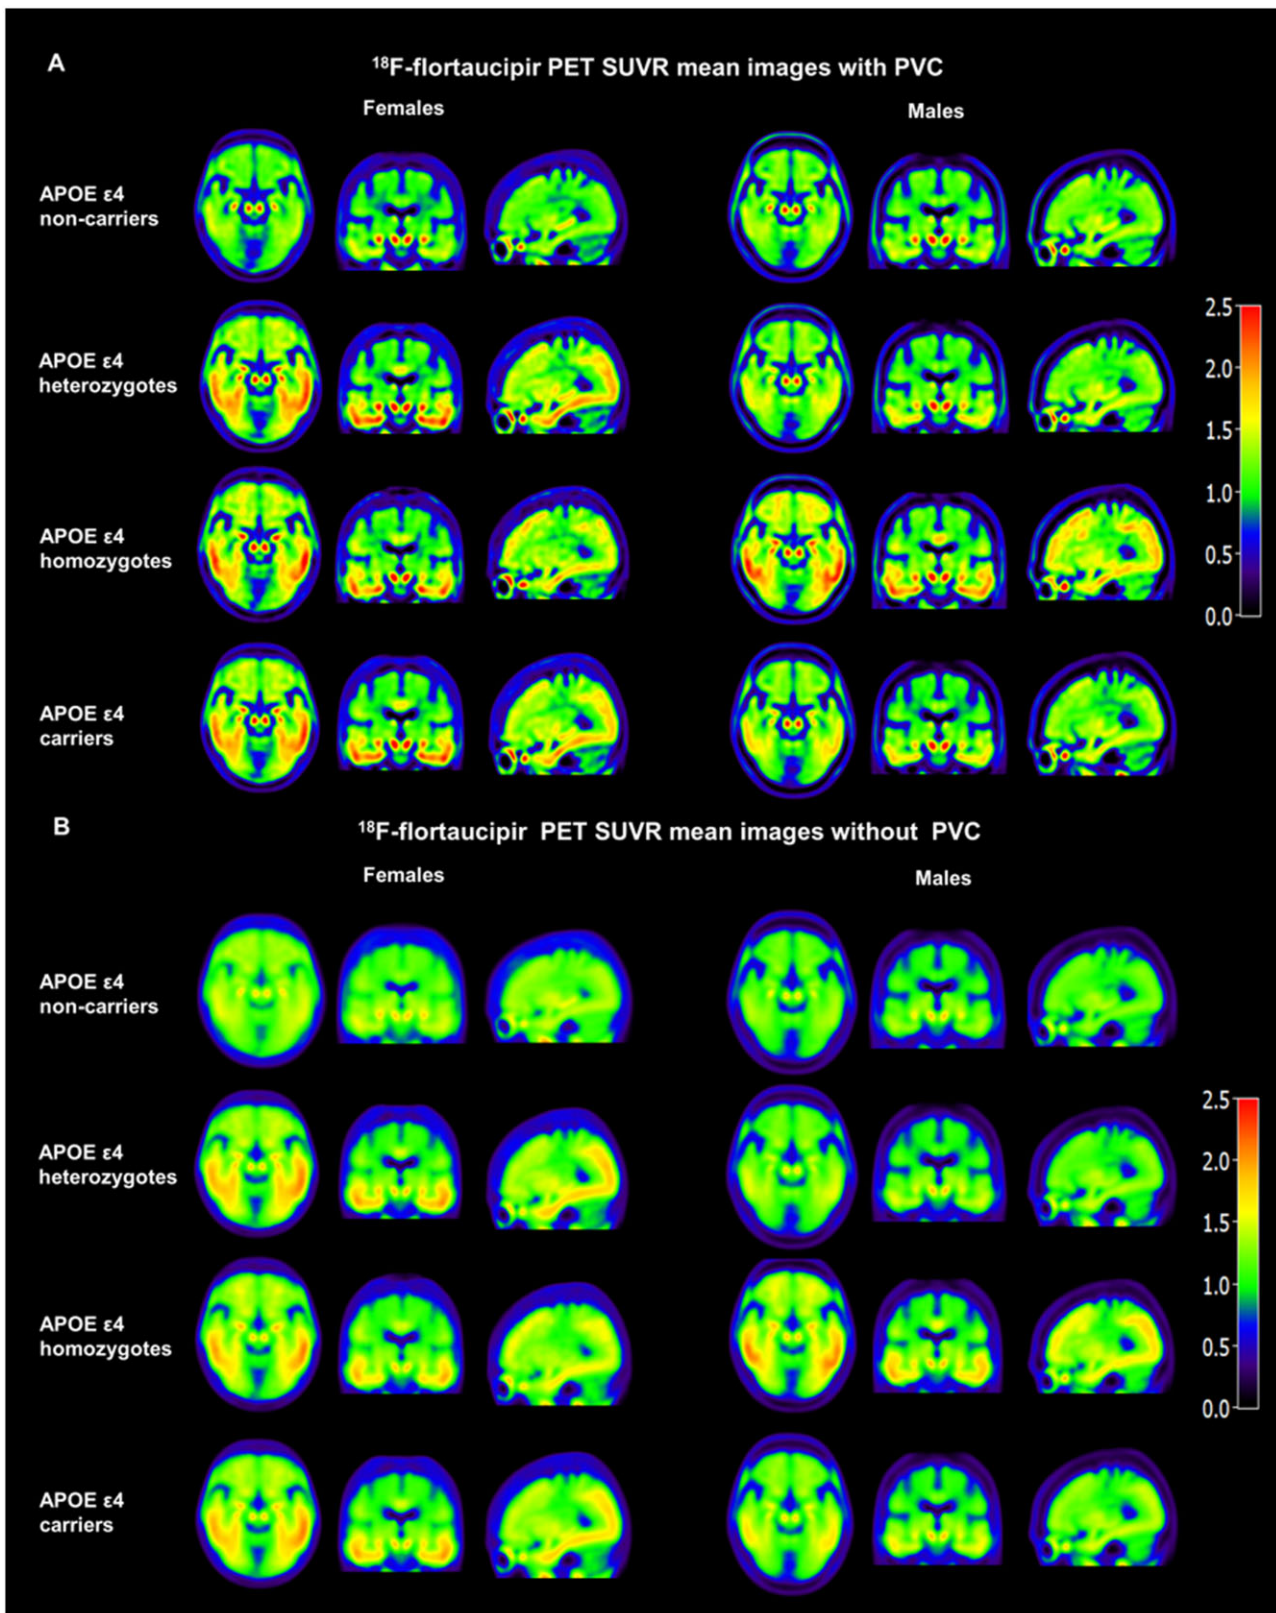 A
¹⁸F-flortaucipir PET SUVR mean images with PVC
Females
Males
APOE ε4
non-carriers
APOE ε4
heterozygotes
APOE ε4
homozygotes
APOE ε4
carriers
2.5
2.0
1.5
1.0
0.5
0.0
B
¹⁸F-flortaucipir PET SUVR mean images without PVC
Females
Males
APOE ε4
non-carriers
APOE ε4
heterozygotes
APOE ε4
homozygotes
APOE ε4
carriers
2.5
2.0
1.5
1.0
0.5
0.0